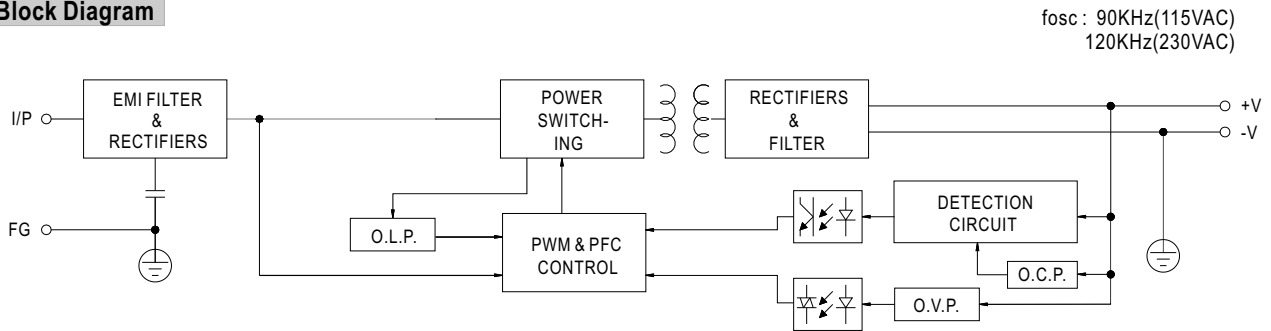 Block Diagram
fosc : 90KHz(115VAC)
120KHz(230VAC)
I/P
EMI FILTER
&
RECTIFIERS
POWER
SWITCH-
ING
RECTIFIERS
&
FILTER
+V
-V
FG
O.L.P.
PWM & PFC
CONTROL
DETECTION
CIRCUIT
O.C.P.
O.V.P.